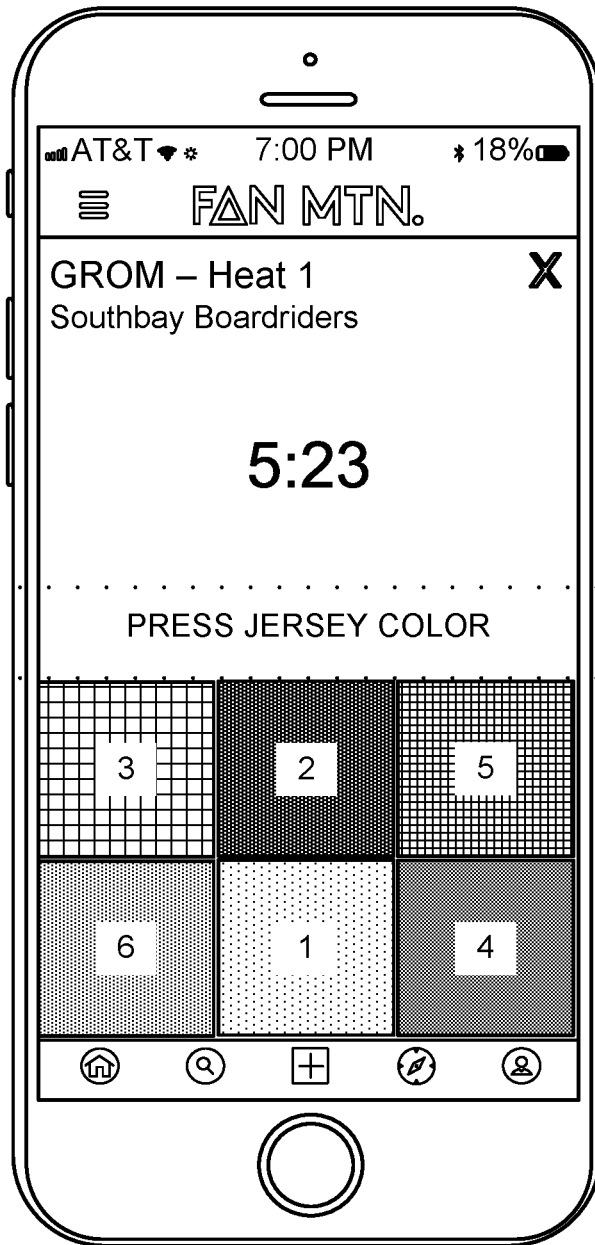 AT&T 7:00 PM 18%
FAN MTN.
GROM – Heat 1 X
Southbay Boardriders
5:23
PRESS JERSEY COLOR
3 2 5
6 1 4